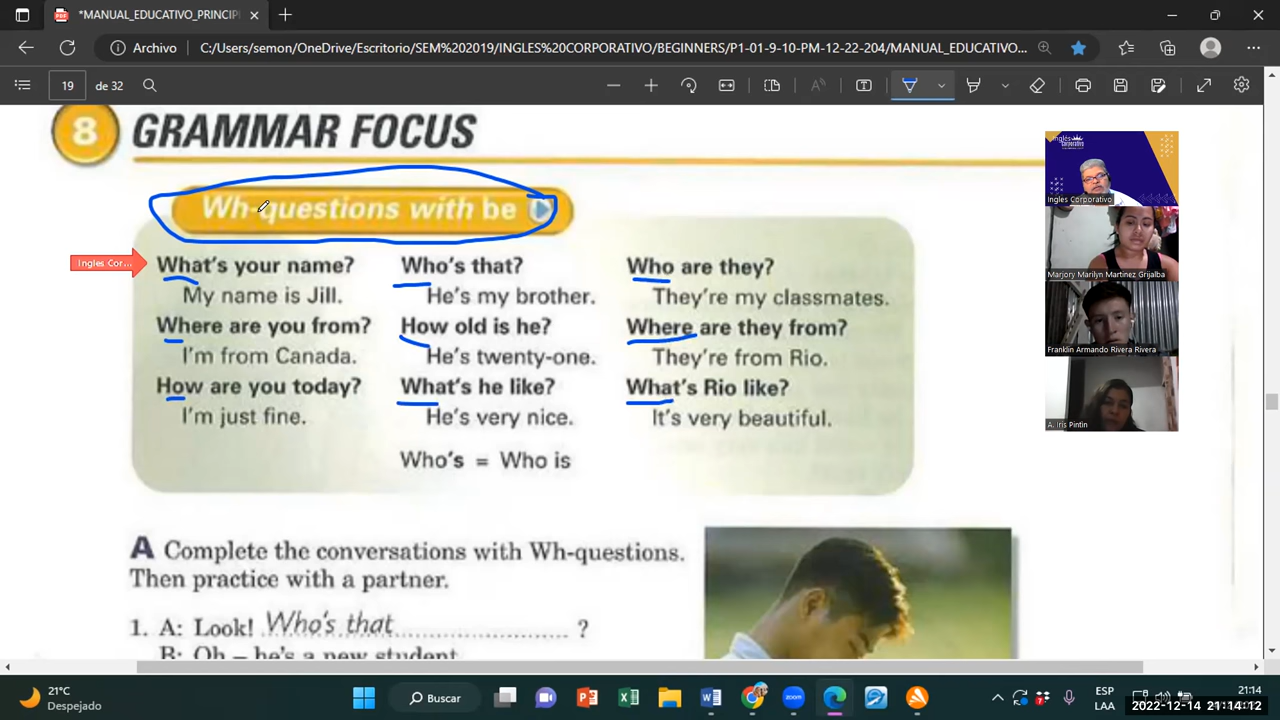 *MANUAL_EDUCATIVO_PRINCIPI
Archivo
C:/Users/semon/OneDrive/Escritorio/SEM%202019/INGLES%20CORPORATIVO/BEGINNERS/P1-01-9-10-PM-12-22-204/MANUAL_EDUCATIVO...
19 de 32
8 GRAMMAR FOCUS
Wh-questions with be
Ingles Cor...
What's your name?
My name is Jill.
Where are you from?
I'm from Canada.
How are you today?
I'm just fine.
Who's that?
He's my brother.
How old is he?
He's twenty-one.
What's he like?
He's very nice.
Who's = Who is
Who are they?
They're my classmates.
Where are they from?
They're from Rio.
What's Rio like?
It's very beautiful.
A Complete the conversations with Wh-questions.
Then practice with a partner.
1. A: Look! Who's that ?
B: Oh – he's a new student
Inglés
Corporativo
Ingles Corporativo
Marjory Marilyn Martinez Grijalba
Franklin Armando Rivera Rivera
A. Iris Pintin
21°C
Despejado
Buscar
ESP
LAA
21:14
2022-12-14 21:14:12